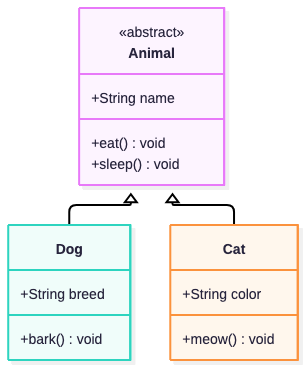 «abstract»
Animal
+String name
+eat() : void
+sleep() : void
Dog
+String breed
+bark() : void
Cat
+String color
+meow() : void